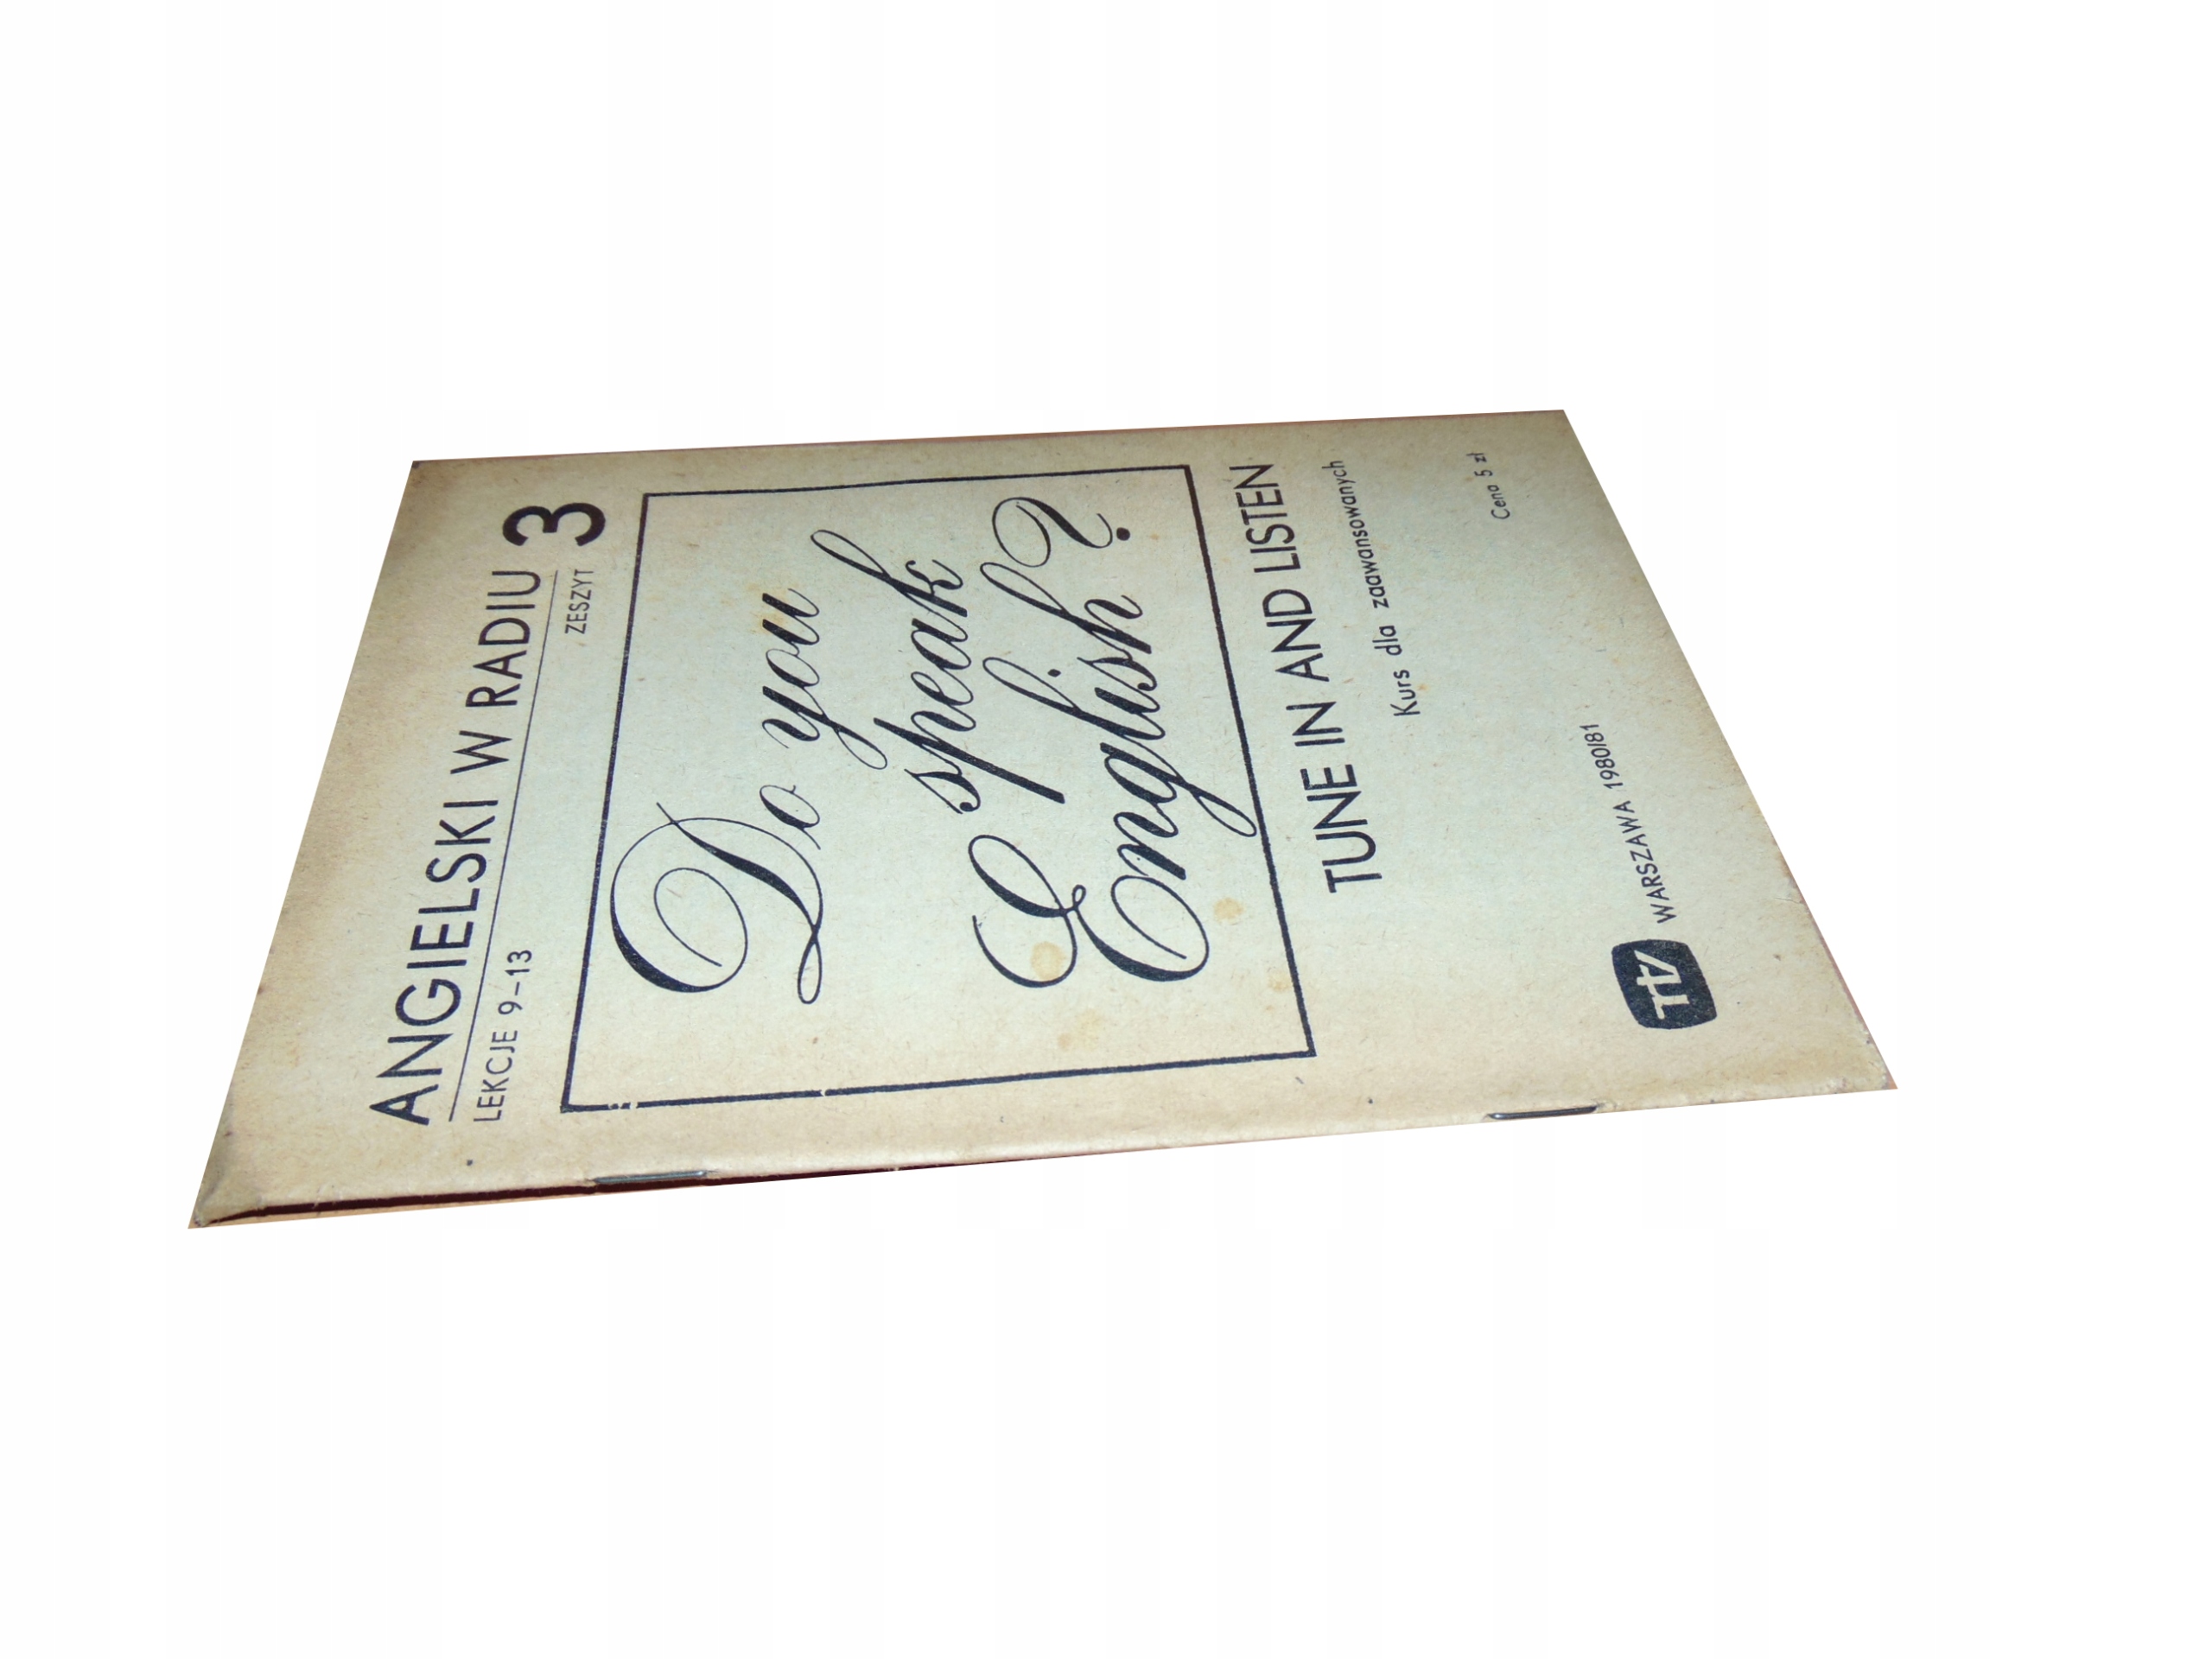 ANGIELSKI W RADIU 3
LEKCJE 9-13 ZESZYT
Do you
speak
English?
TUNE IN AND LISTEN
Kurs dla zaawansowanych
Cena 5 zł
WARSZAWA 1980/81